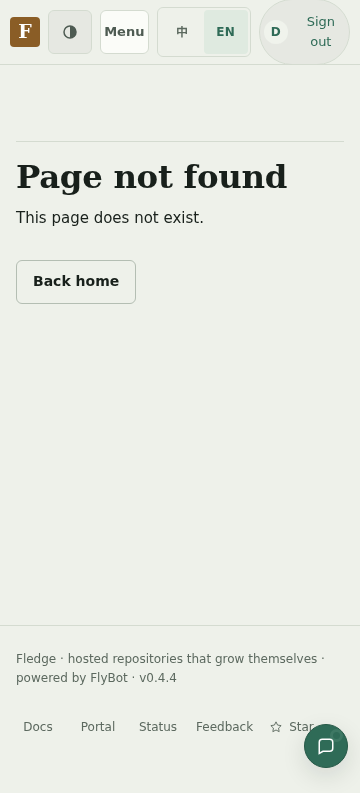 F
Menu
中
EN
D
Sign
out
Page not found
This page does not exist.
Back home
Fledge · hosted repositories that grow themselves ·
powered by FlyBot · v0.4.4
Docs
Portal
Status
Feedback
Star